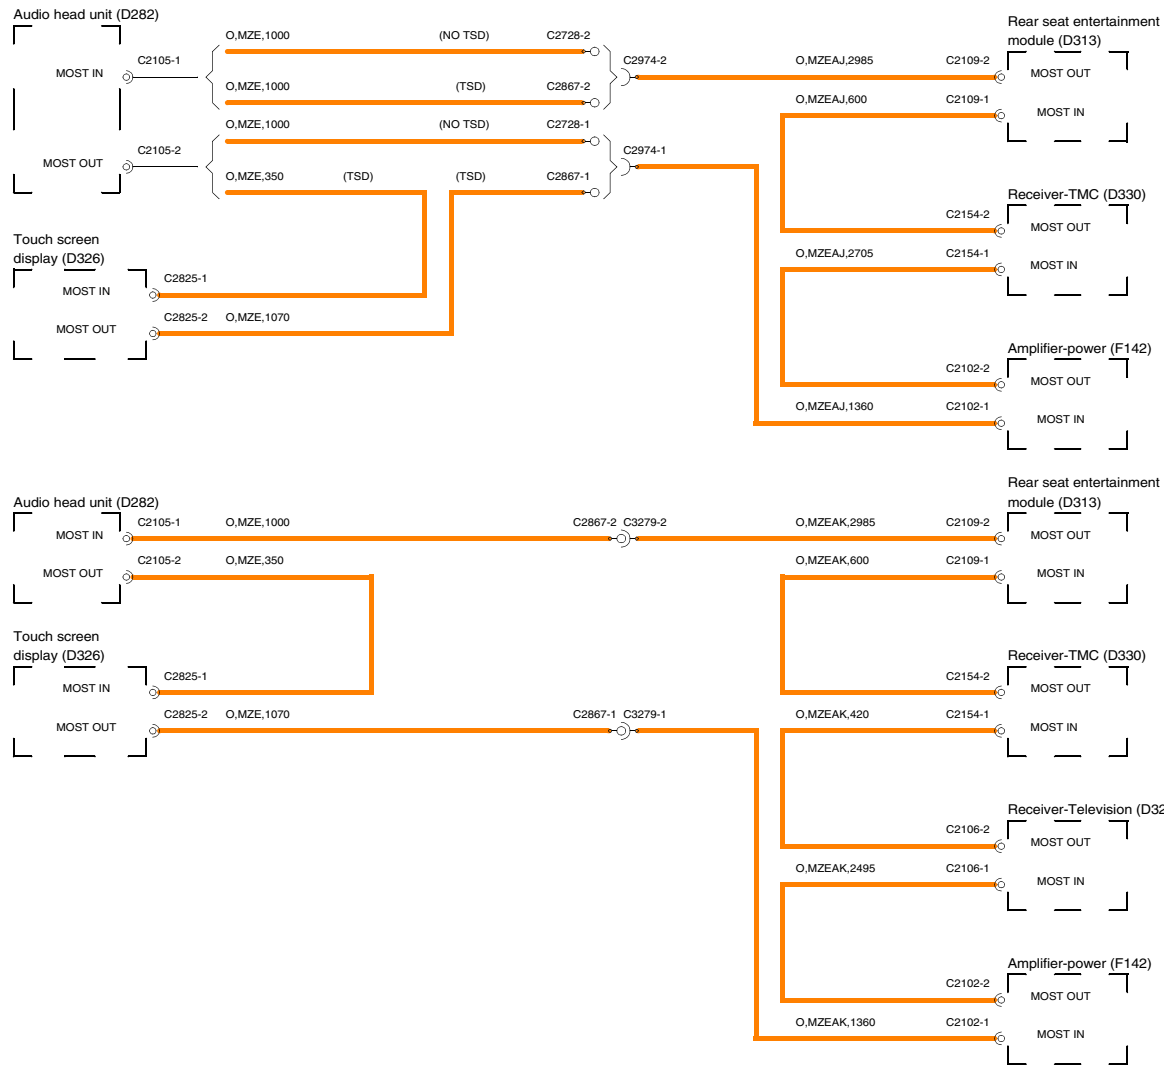 Audio head unit (D282)
MOST IN
C2105-1
O,MZE,1000
(NO TSD)
C2728-2
O,MZE,1000
(TSD)
C2867-2
C2974-2
O,MZEAJ,2985
C2109-2
Rear seat entertainment
module (D313)
MOST OUT
O,MZEAJ,600
C2109-1
MOST IN
MOST OUT
C2105-2
O,MZE,1000
(NO TSD)
C2728-1
O,MZE,350
(TSD)
(TSD)
C2867-1
C2974-1
Receiver-TMC (D330)
C2154-2
MOST OUT
O,MZEAJ,2705
C2154-1
MOST IN
Touch screen
display (D326)
MOST IN
C2825-1
MOST OUT
C2825-2
O,MZE,1070
Amplifier-power (F142)
C2102-2
MOST OUT
O,MZEAJ,1360
C2102-1
MOST IN
Audio head unit (D282)
MOST IN
C2105-1
O,MZE,1000
C2867-2
C3279-2
O,MZEAK,2985
C2109-2
Rear seat entertainment
module (D313)
MOST OUT
MOST OUT
C2105-2
O,MZE,350
O,MZEAK,600
C2109-1
MOST IN
Touch screen
display (D326)
MOST IN
C2825-1
Receiver-TMC (D330)
C2154-2
MOST OUT
MOST OUT
C2825-2
O,MZE,1070
C2867-1
C3279-1
O,MZEAK,420
C2154-1
MOST IN
Receiver-Television (D32
C2106-2
MOST OUT
O,MZEAK,2495
C2106-1
MOST IN
Amplifier-power (F142)
C2102-2
MOST OUT
O,MZEAK,1360
C2102-1
MOST IN